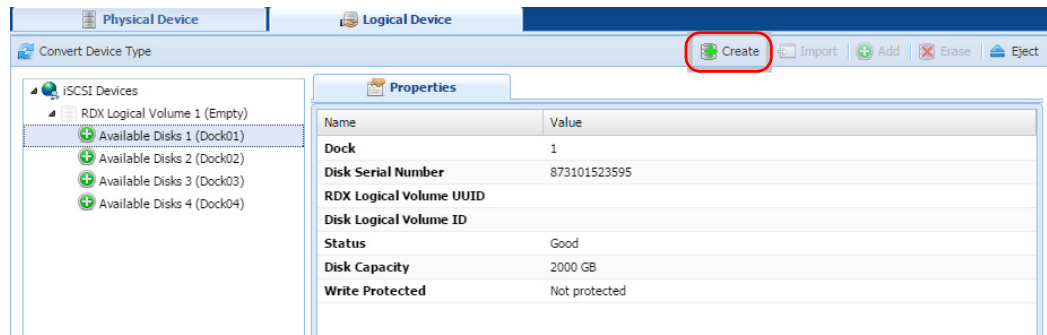 Physical Device Logical Device
Convert Device Type Create Import Add Erase Eject
iSCSI Devices
RDX Logical Volume 1 (Empty)
Available Disks 1 (Dock01)
Available Disks 2 (Dock02)
Available Disks 3 (Dock03)
Available Disks 4 (Dock04)
Properties
Name Value
Dock 1
Disk Serial Number 873101523595
RDX Logical Volume UUID
Disk Logical Volume ID
Status Good
Disk Capacity 2000 GB
Write Protected Not protected